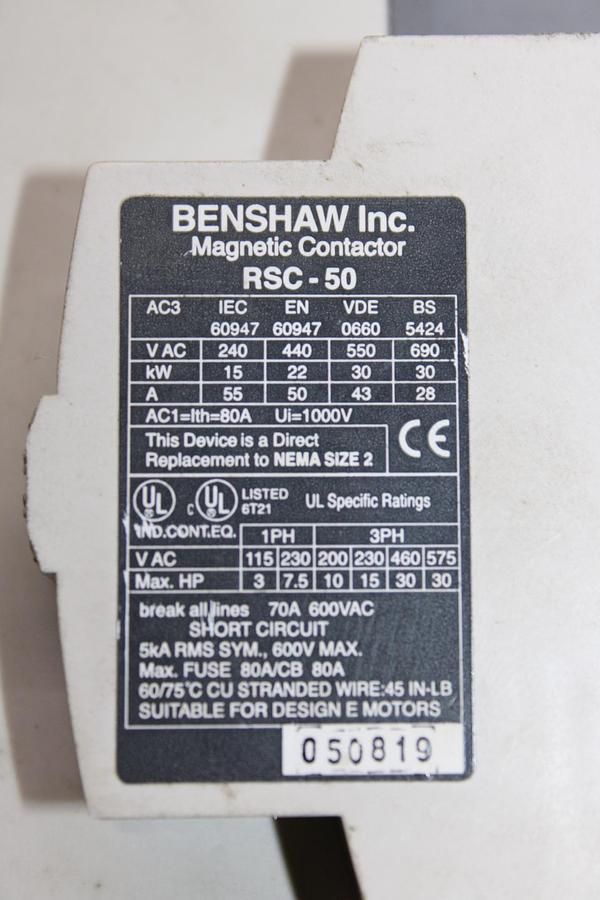 BENSHAW Inc.
Magnetic Contactor
RSC - 50
AC3 IEC EN VDE BS
60947 60947 0660 5424
V AC 240 440 550 690
kW 15 22 30 30
A 55 50 43 28
AC1=Ith=80A Ui=1000V
This Device is a Direct
Replacement to NEMA SIZE 2
CE
UL c UL LISTED 6T21 UL Specific Ratings
IND.CONT.EQ. 1PH 3PH
V AC 115 230 200 230 460 575
Max. HP 3 7.5 10 15 30 30
break all lines 70A 600VAC
SHORT CIRCUIT
5kA RMS SYM., 600V MAX.
Max. FUSE 80A/CB 80A
60/75°C CU STRANDED WIRE:45 IN-LB
SUITABLE FOR DESIGN E MOTORS
050819